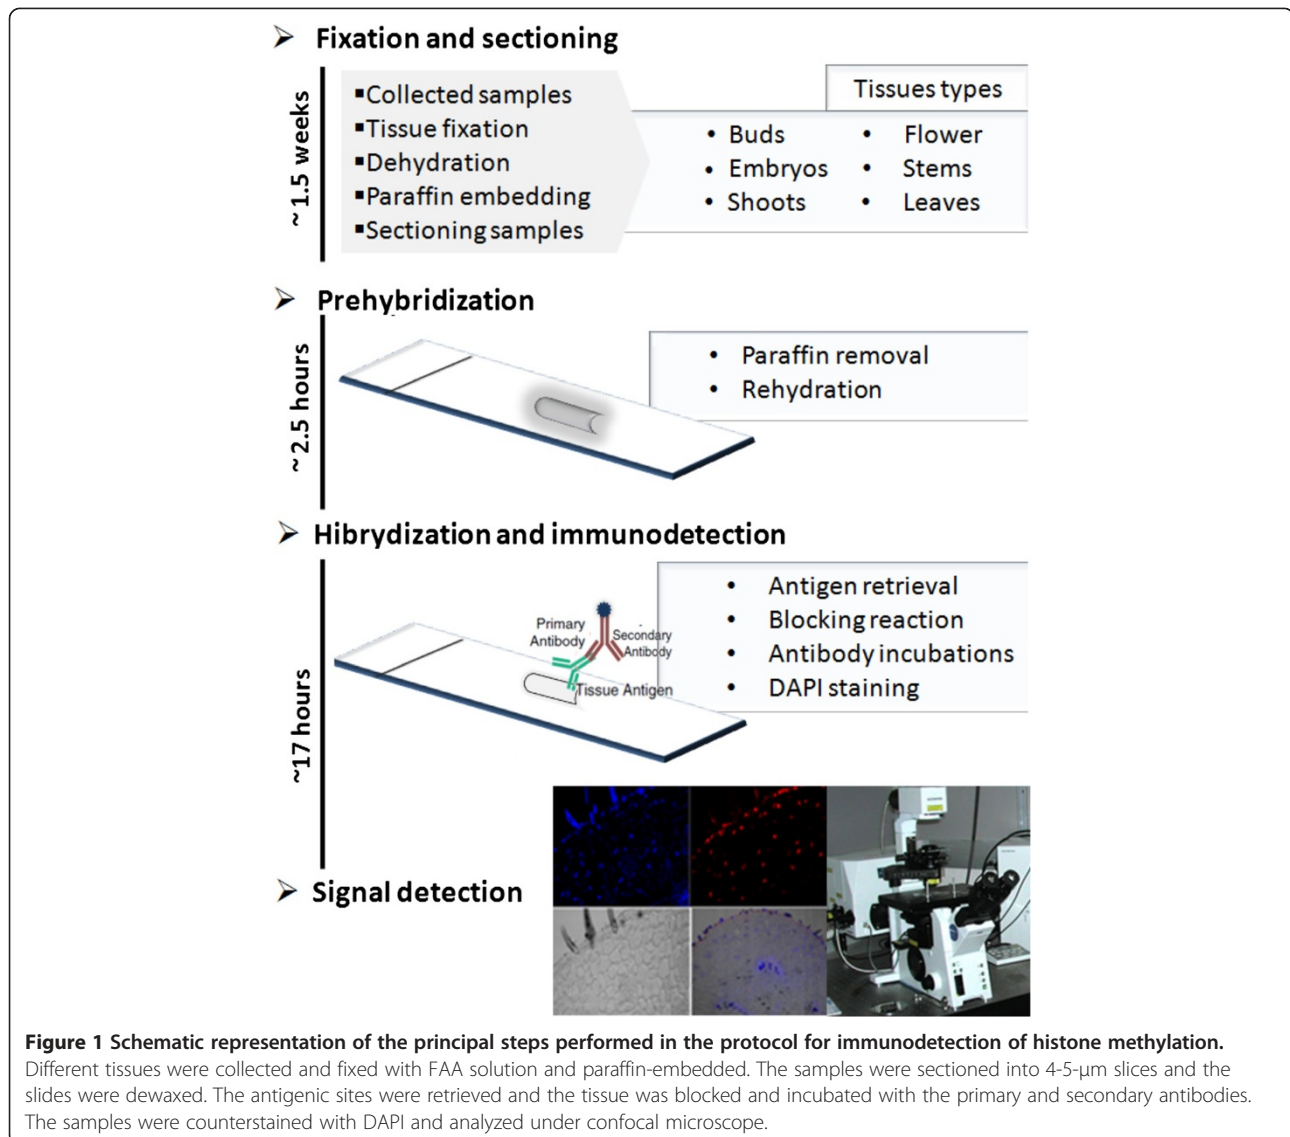 ➢ Fixation and sectioning
~ 1.5 weeks
▪Collected samples
▪Tissue fixation
▪Dehydration
▪Paraffin embedding
▪Sectioning samples
Tissues types
• Buds
• Embryos
• Shoots
• Flower
• Stems
• Leaves
➢ Prehybridization
~ 2.5 hours
• Paraffin removal
• Rehydration
➢ Hibrydization and immunodetection
~17 hours
Primary
Antibody
Secondary
Antibody
Tissue Antigen
• Antigen retrieval
• Blocking reaction
• Antibody incubations
• DAPI staining
➢ Signal detection
Figure 1 Schematic representation of the principal steps performed in the protocol for immunodetection of histone methylation.
Different tissues were collected and fixed with FAA solution and paraffin-embedded. The samples were sectioned into 4-5-μm slices and the
slides were dewaxed. The antigenic sites were retrieved and the tissue was blocked and incubated with the primary and secondary antibodies.
The samples were counterstained with DAPI and analyzed under confocal microscope.